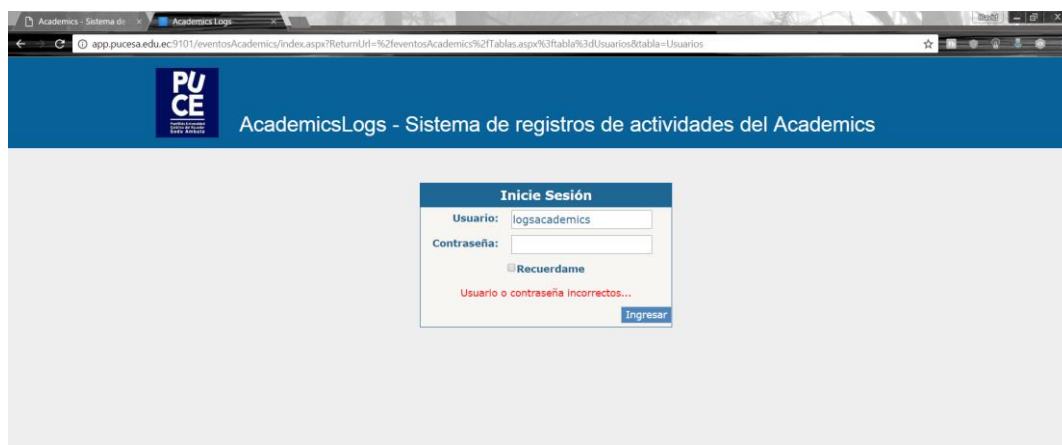 Academics - Sistema de
Academics Logs
app.pucesa.edu.ec:9101/eventosAcademics/index.aspx?ReturnUrl=%2feventosAcademics%2fTablas.aspx%3ftabla%3dUsuarios&tabla=Usuarios
PUCE
AcademicsLogs - Sistema de registros de actividades del Academics
Inicie Sesión
Usuario: logsacademics
Contraseña:
Recuerdame
Usuario o contraseña incorrectos...
Ingresar